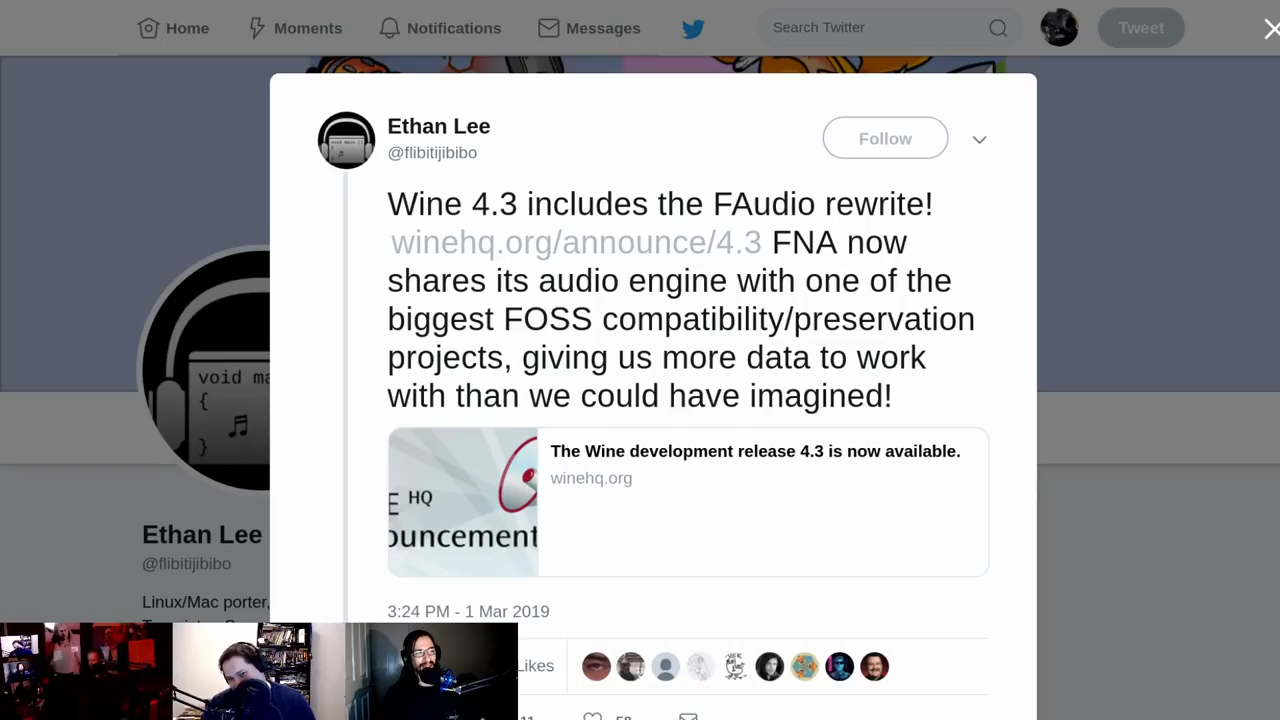 Home
Moments
Notifications
Messages
Search Twitter
Tweet
Ethan Lee
@flibitijibibo
Follow
Wine 4.3 includes the FAudio rewrite!
winehq.org/announce/4.3 FNA now
shares its audio engine with one of the
biggest FOSS compatibility/preservation
projects, giving us more data to work
with than we could have imagined!
The Wine development release 4.3 is now available.
winehq.org
E HQ
ouncement
3:24 PM - 1 Mar 2019
Likes
void ma
{
}
Ethan Lee
@flibitijibibo
Linux/Mac porter,